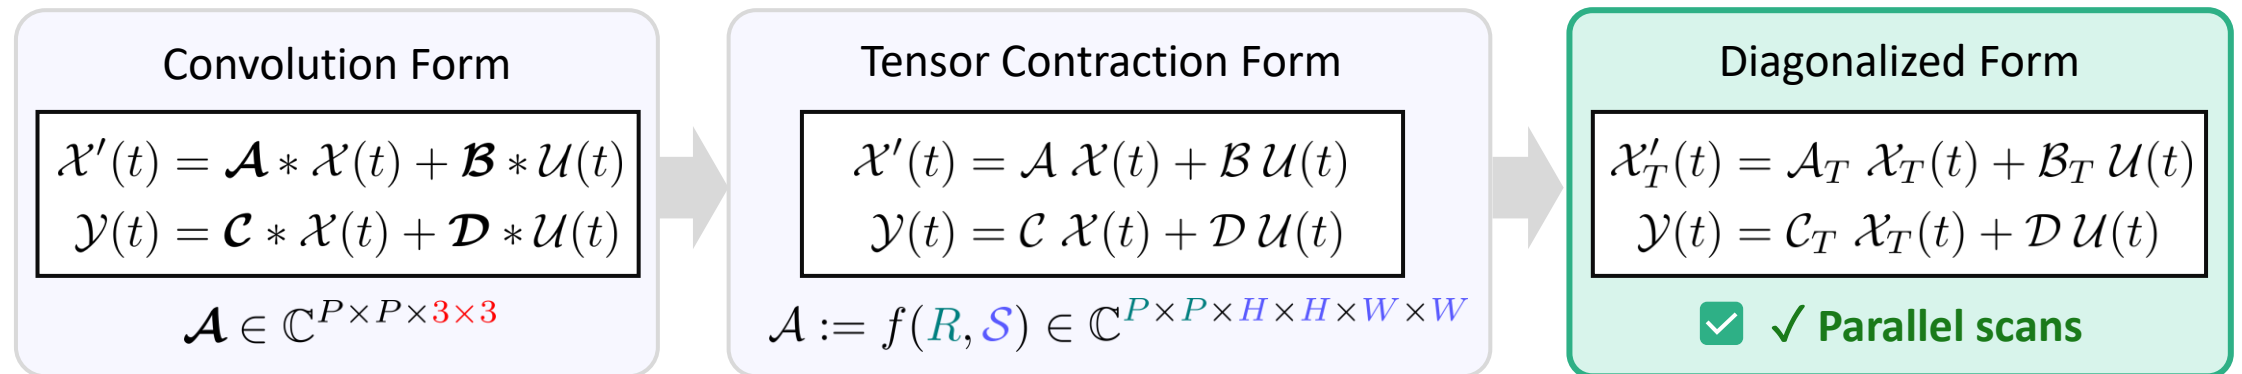 Convolution Form
𝒳′(t) = 𝓐 ∗ 𝒳(t) + 𝓑 ∗ 𝒰(t)
𝒴(t) = 𝓒 ∗ 𝒳(t) + 𝓓 ∗ 𝒰(t)
𝓐 ∈ ℂ^{P×P×3×3}
Tensor Contraction Form
𝒳′(t) = 𝒜 𝒳(t) + ℬ 𝒰(t)
𝒴(t) = 𝒞 𝒳(t) + 𝒟 𝒰(t)
𝒜 := f(R, 𝒮) ∈ ℂ^{P×P×H×H×W×W}
Diagonalized Form
𝒳′_T(t) = 𝒜_T 𝒳_T(t) + ℬ_T 𝒰(t)
𝒴(t) = 𝒞_T 𝒳_T(t) + 𝒟 𝒰(t)
✅ ✓ Parallel scans